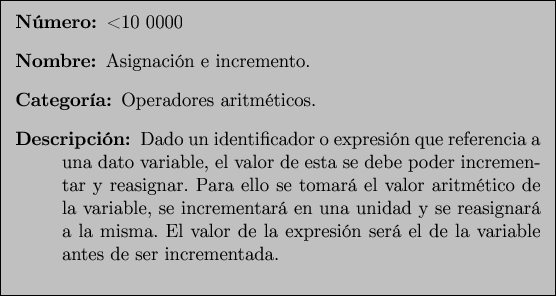 Número: <10 0000
Nombre: Asignación e incremento.
Categoría: Operadores aritméticos.
Descripción: Dado un identificador o expresión que referencia a
una dato variable, el valor de esta se debe poder incremen-
tar y reasignar. Para ello se tomará el valor aritmético de
la variable, se incrementará en una unidad y se reasignará
a la misma. El valor de la expresión será el de la variable
antes de ser incrementada.